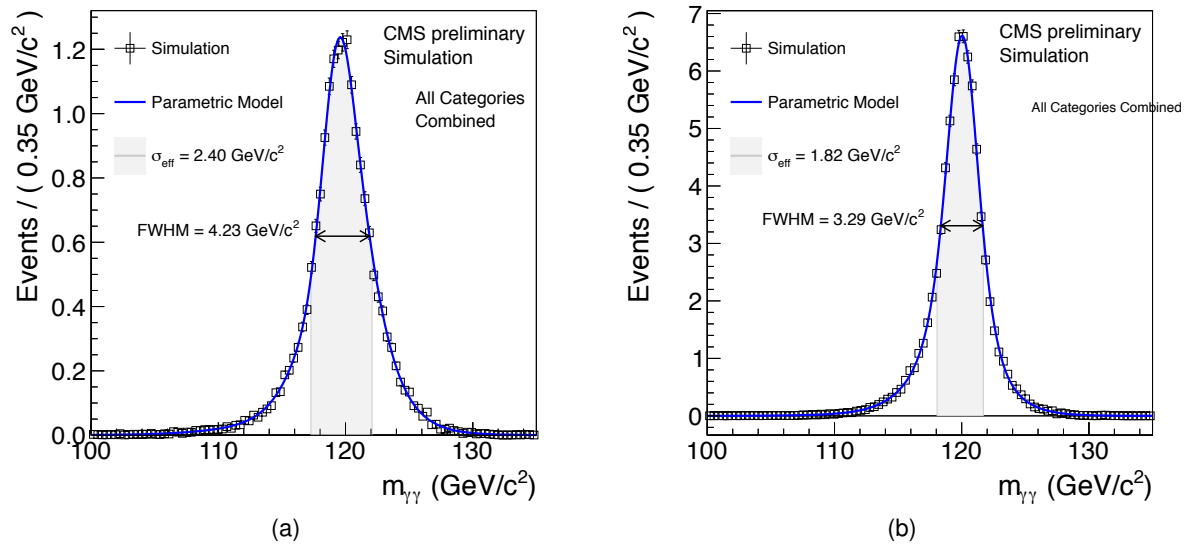 Events / ( 0.35 GeV/c²)
1.2
1.0
0.8
0.6
0.4
0.2
0.0
Simulation
Parametric Model
σeff = 2.40 GeV/c²
FWHM = 4.23 GeV/c²
CMS preliminary
Simulation
All Categories
Combined
100 110 120 130
mγγ (GeV/c²)
(a)
Events / ( 0.35 GeV/c²)
7
6
5
4
3
2
1
0
Simulation
Parametric Model
σeff = 1.82 GeV/c²
FWHM = 3.29 GeV/c²
CMS preliminary
Simulation
All Categories Combined
100 110 120 130
mγγ (GeV/c²)
(b)